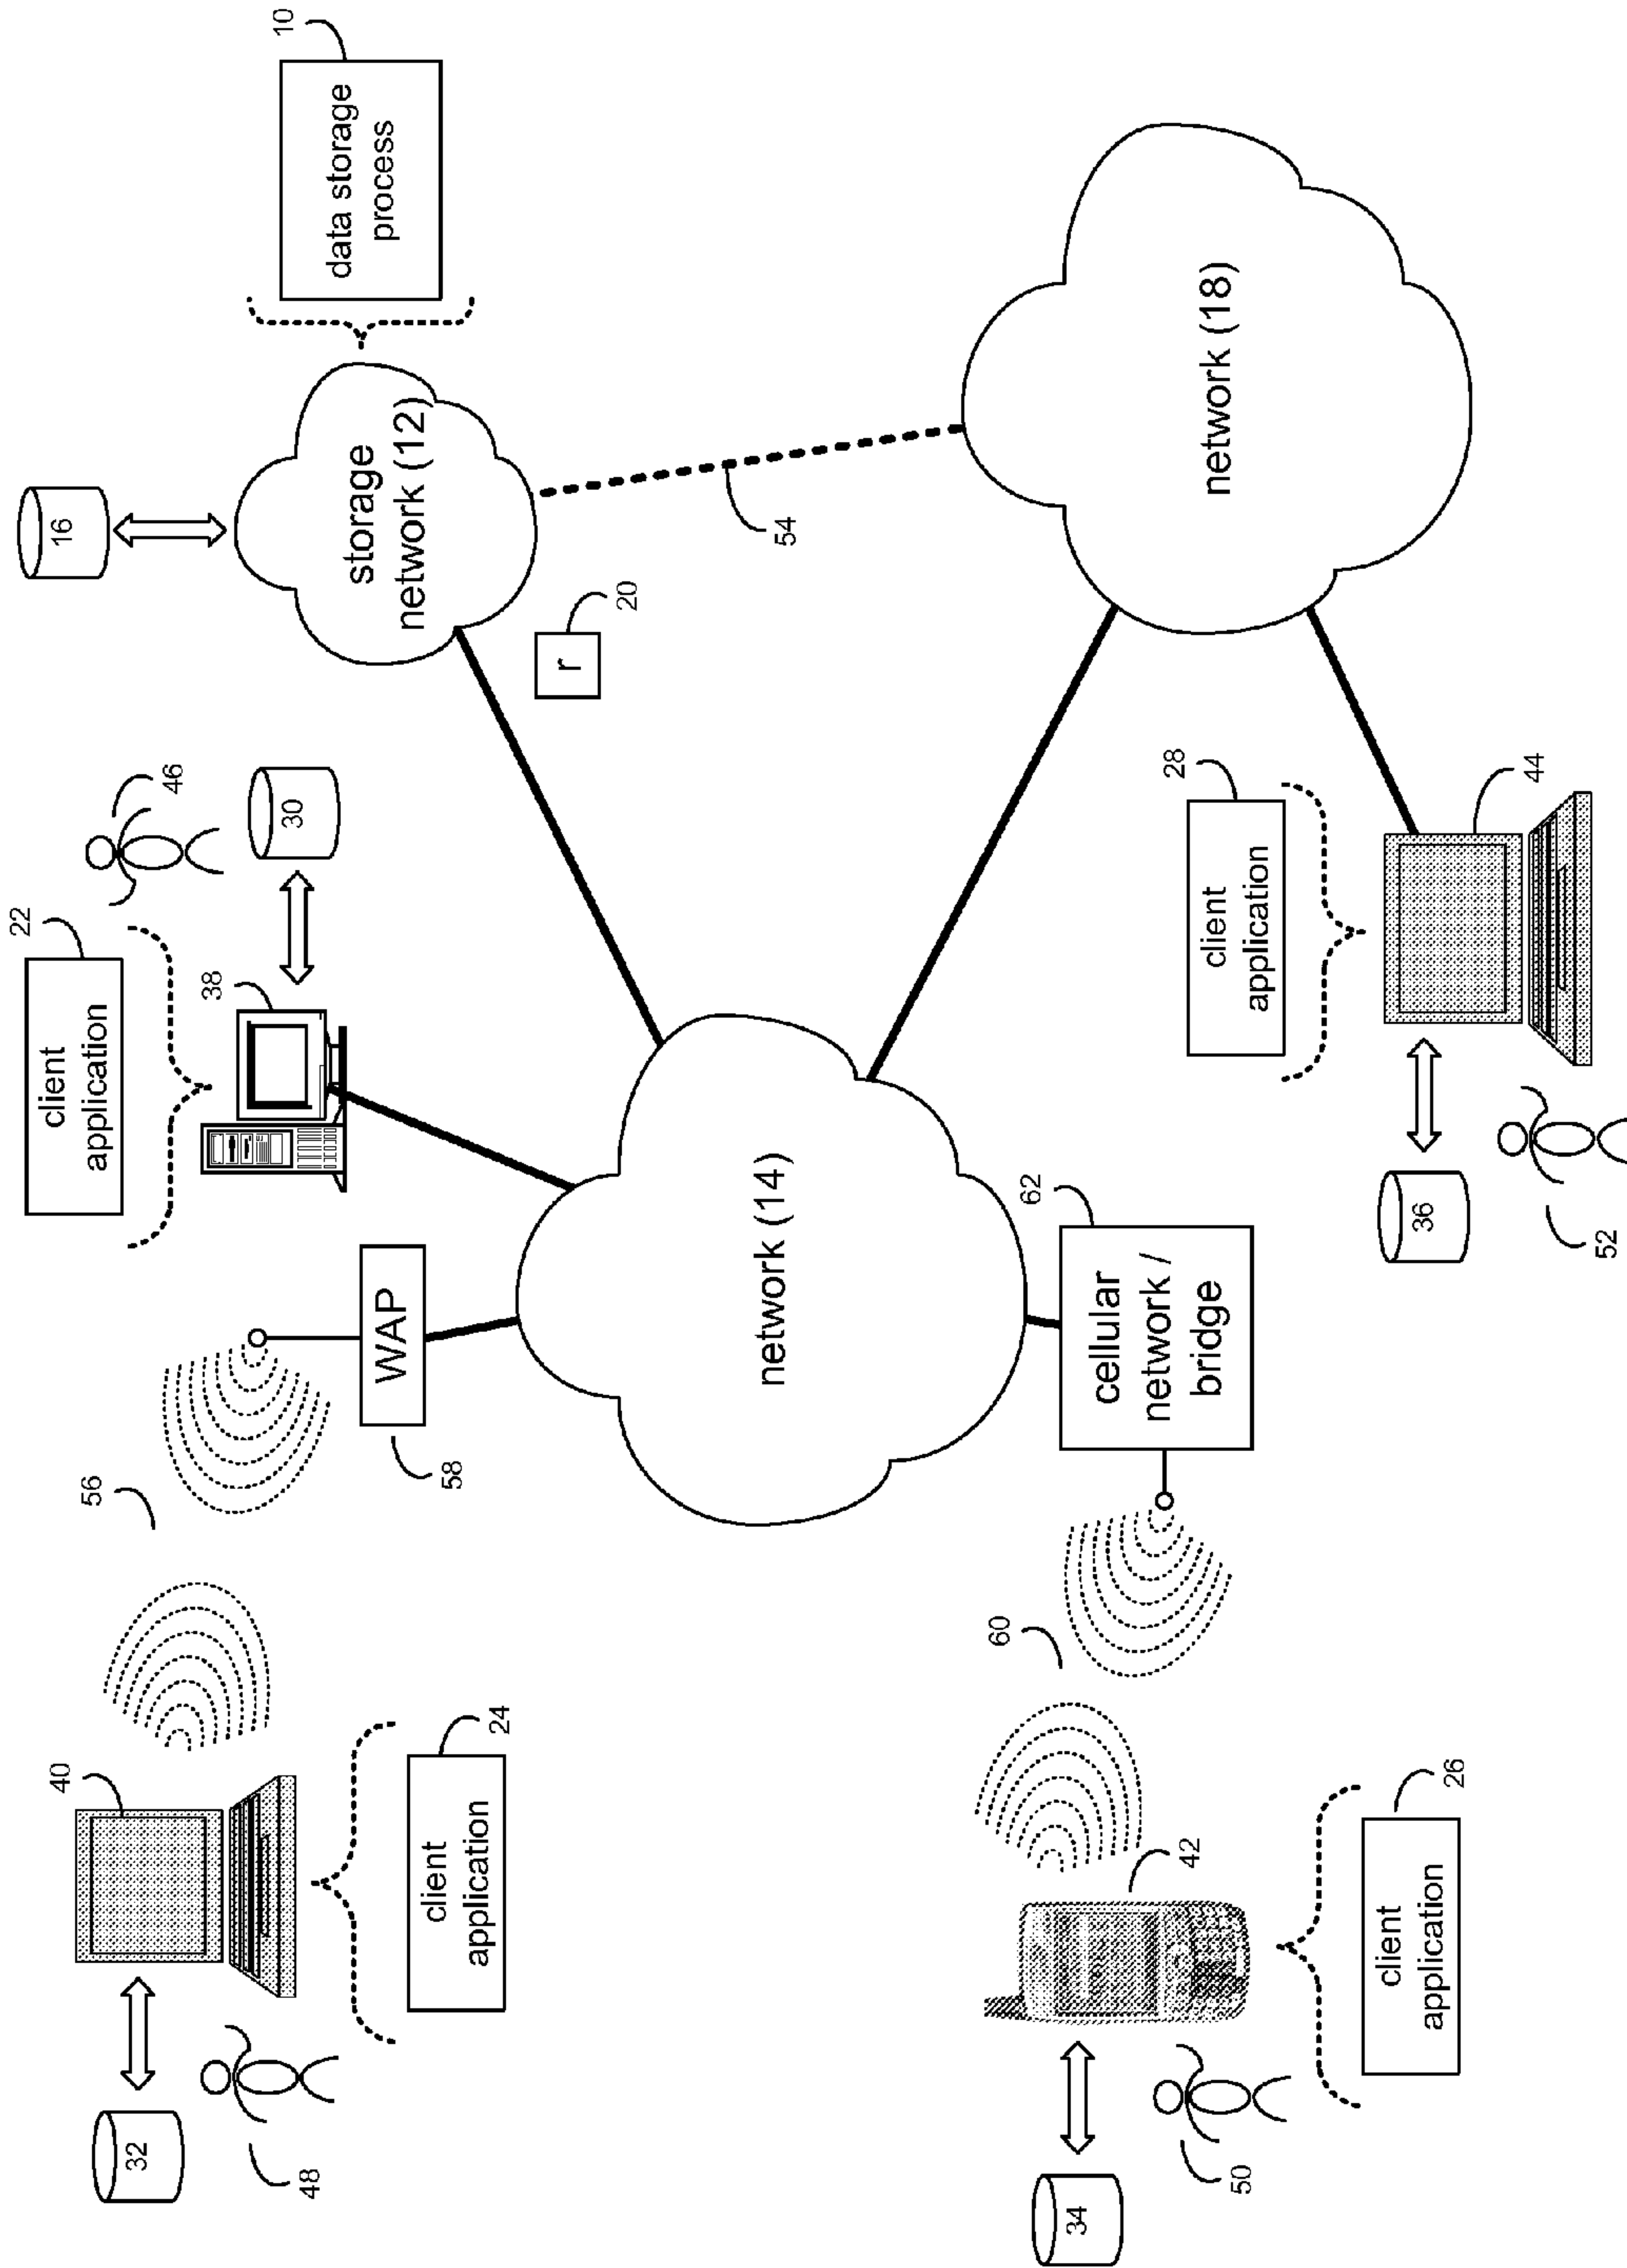 32
40
48
client
application
24
56
WAP
58
client
application
22
38
30
46
16
storage
network (12)
data storage
process
10
r
20
54
network (14)
network (18)
34
42
50
60
cellular
network /
bridge
62
client
application
26
client
application
28
36
44
52